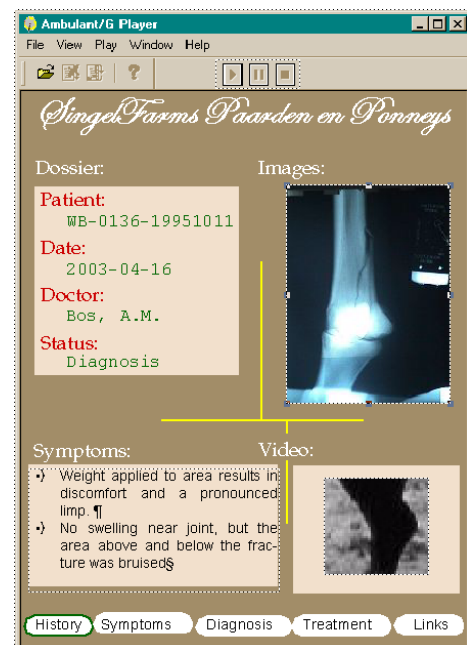 Ambulant/G Player
File View Play Window Help
?
SingelFarms Paarden en Ponneys
Dossier:
Images:
Patient:
WB-0136-19951011
Date:
2003-04-16
Doctor:
Bos, A.M.
Status:
Diagnosis
Symptoms:
Video:
•} Weight applied to area results in
discomfort and a pronounced
limp. ¶
•} No swelling near joint, but the
area above and below the frac-
ture was bruised§
History Symptoms Diagnosis Treatment Links